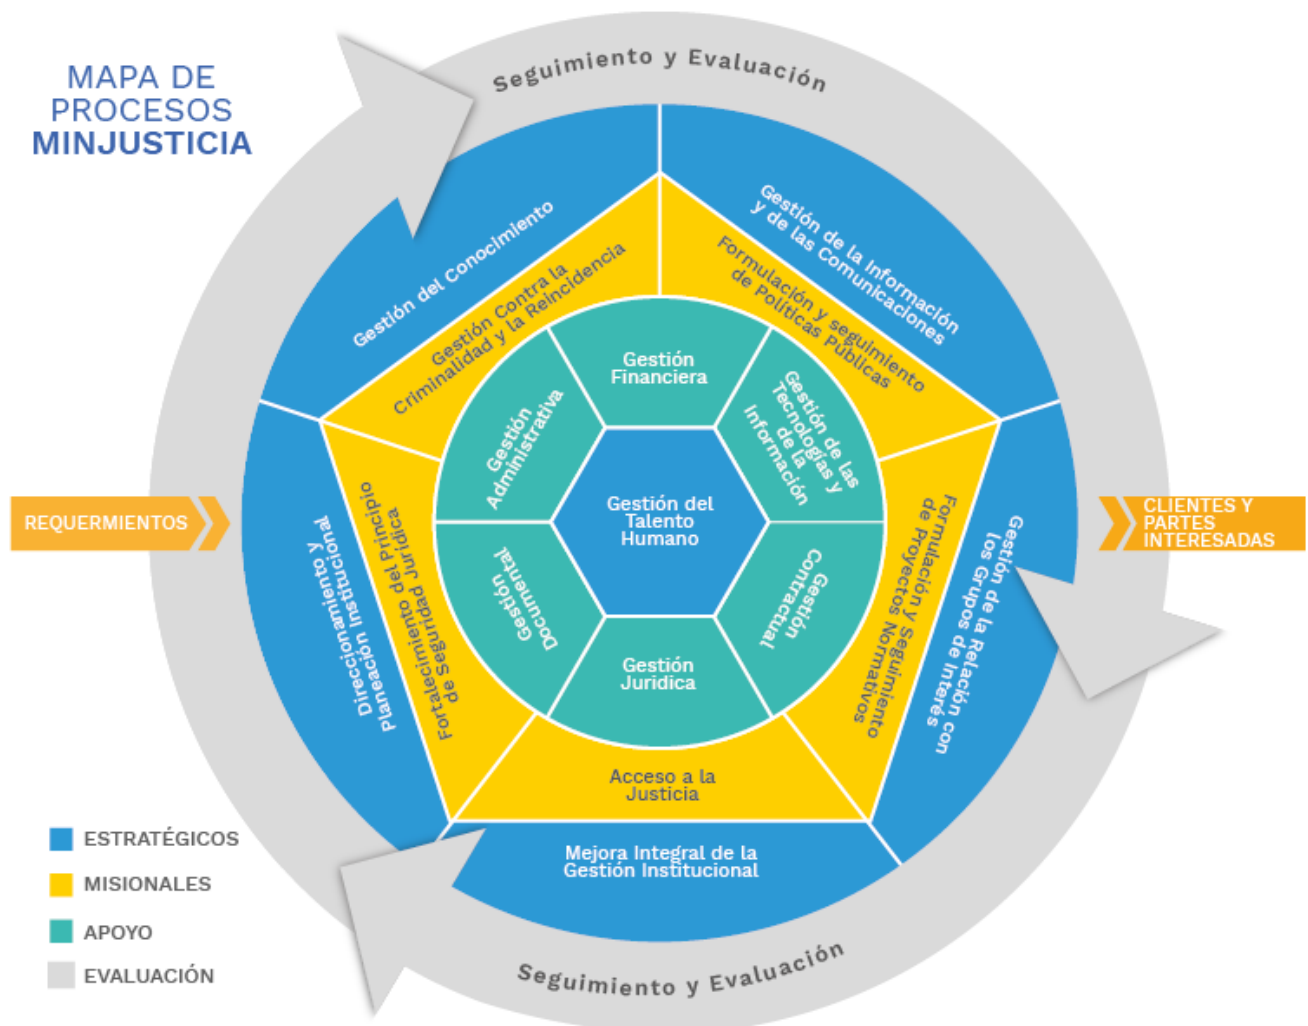 MAPA DE
PROCESOS
MINJUSTICIA
Seguimiento y Evaluación
Gestión del Conocimiento
Gestión de la Información
y de las Comunicaciones
Gestión Contra la
Criminalidad y la Reincidencia
Formulación y seguimiento
de Políticas Públicas
Gestión
Financiera
Gestión
Administrativa
Gestión de las
Tecnologías y
de la
Información
REQUERMIENTOS
Direccionamiento y
Planeación Institucional
Fortalecimiento del Principio
de Seguridad Jurídica
Gestión del
Talento
Humano
Formulación y Seguimiento
de Proyectos Normativos
Gestión de la Relación con
los Grupos de Interés
CLIENTES Y
PARTES
INTERESADAS
Gestión
Documental
Gestión
Contractual
Gestión
Juridica
Acceso a la
Justicia
Mejora Integral de la
Gestión Institucional
ESTRATÉGICOS
MISIONALES
APOYO
EVALUACIÓN
Seguimiento y Evaluación